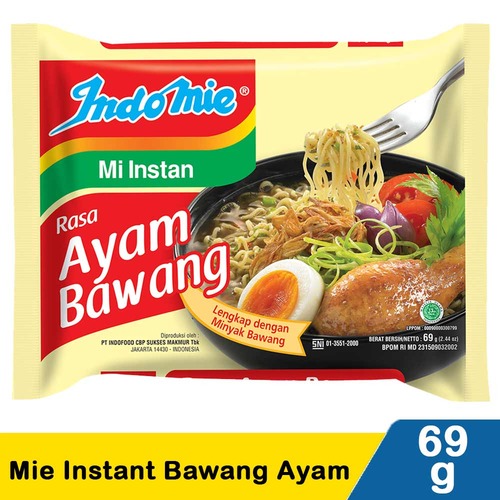 Indomie®
Mi Instan
Rasa
Ayam
Bawang
Lengkap dengan
Minyak Bawang
Diproduksi oleh :
PT INDOFOOD CBP SUKSES MAKMUR Tbk
JAKARTA 14430 - INDONESIA
SNI 01-3551-2000
BERAT BERSIH/NETTO : 69 g (2.44 oz)
BPOM RI MD 231509032002
Mie Instant Bawang Ayam
69
g